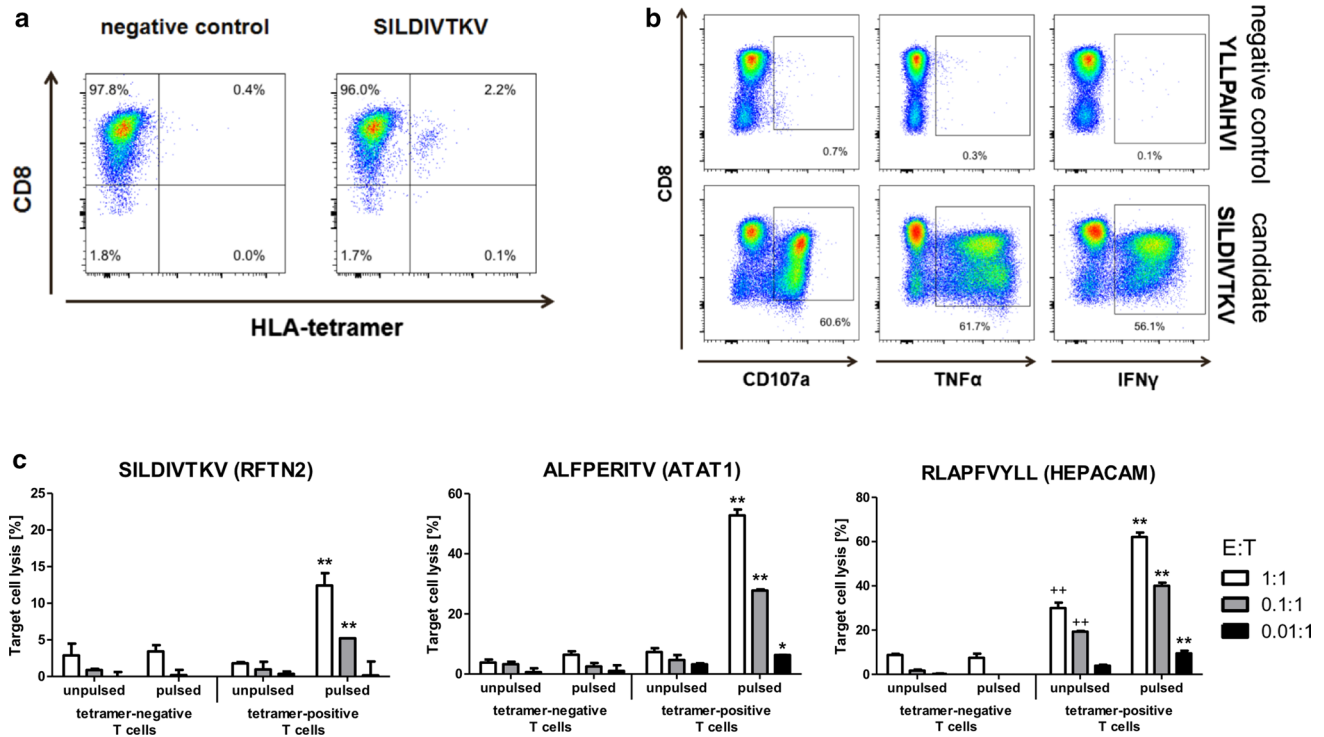 a
negative control
SILDIVTKV
97.8%
0.4%
96.0%
2.2%
1.8%
0.0%
1.7%
0.1%
CD8
HLA-tetramer
b
0.7%
0.3%
0.1%
negative control
YLLPAIHVI
60.6%
61.7%
56.1%
candidate
SILDIVTKV
CD8
CD107a
TNFα
IFNγ
c
SILDIVTKV (RFTN2)
Target cell lysis [%]
25
20
15
10
5
0
**
**
unpulsed
pulsed
unpulsed
pulsed
tetramer-negative
T cells
tetramer-positive
T cells
ALFPERITV (ATAT1)
Target cell lysis [%]
60
40
20
0
**
**
*
unpulsed
pulsed
unpulsed
pulsed
tetramer-negative
T cells
tetramer-positive
T cells
RLAPFVYLL (HEPACAM)
Target cell lysis [%]
80
60
40
20
0
++
++
**
**
**
unpulsed
pulsed
unpulsed
pulsed
tetramer-negative
T cells
tetramer-positive
T cells
E:T
1:1
0.1:1
0.01:1